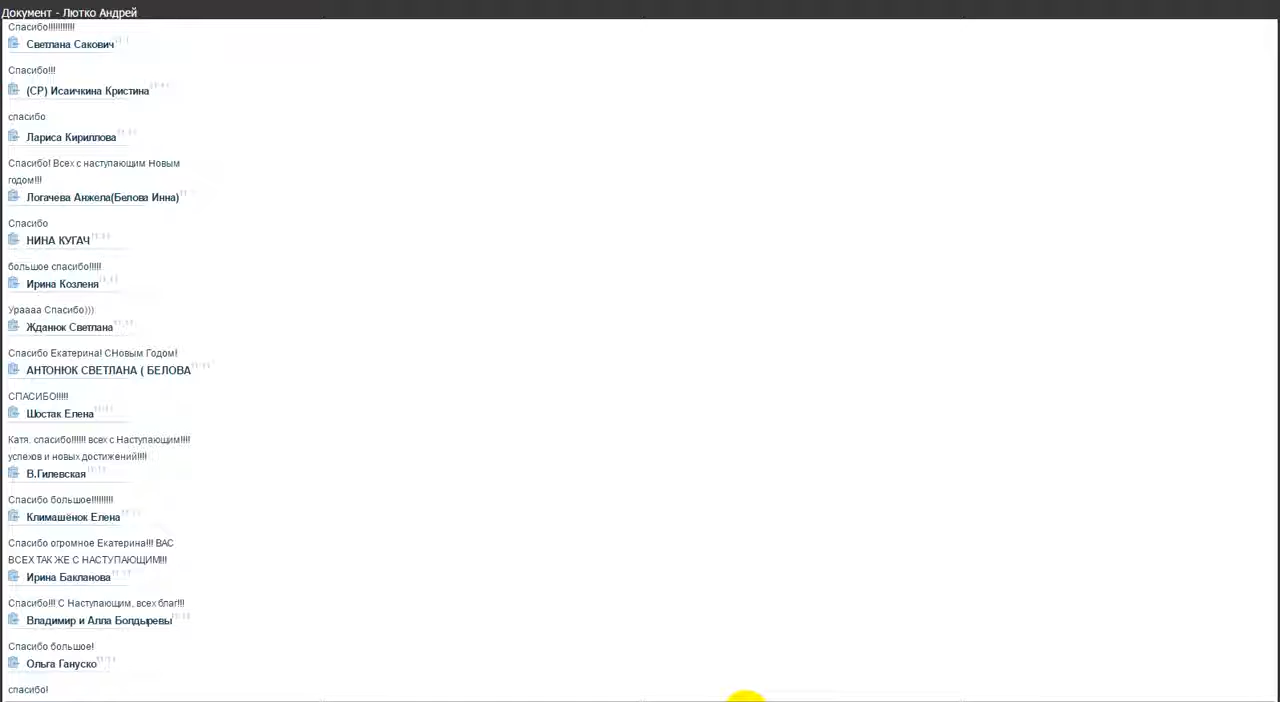 Документ - Лютко Андрей
Спасибо!!!!!!!!!!!
Светлана Сакович
Спасибо!!!
(СР) Исаичкина Кристина
спасибо
Лариса Кириллова
Спасибо! Всех с наступающим Новым
годом!!!
Логачева Анжела(Белова Инна)
Спасибо
НИНА КУГАЧ
большое спасибо!!!!!
Ирина Козленя
Ураааа Спасибо)))
Жданюк Светлана
Спасибо Екатерина! СНовым Годом!
АНТОНЮК СВЕТЛАНА ( БЕЛОВА
СПАСИБО!!!!!
Шостак Елена
Катя. спасибо!!!!!! всех с Наступающим!!!!
успехов и новых достижений!!!!
В.Гилевская
Спасибо большое!!!!!!!!!
Климашёнок Елена
Спасибо огромное Екатерина!!! ВАС
ВСЕХ ТАК ЖЕ С НАСТУПАЮЩИМ!!!
Ирина Бакланова
Спасибо!!! С Наступающим, всех благ!!!
Владимир и Алла Болдыревы
Спасибо большое!
Ольга Гануско
спасибо!